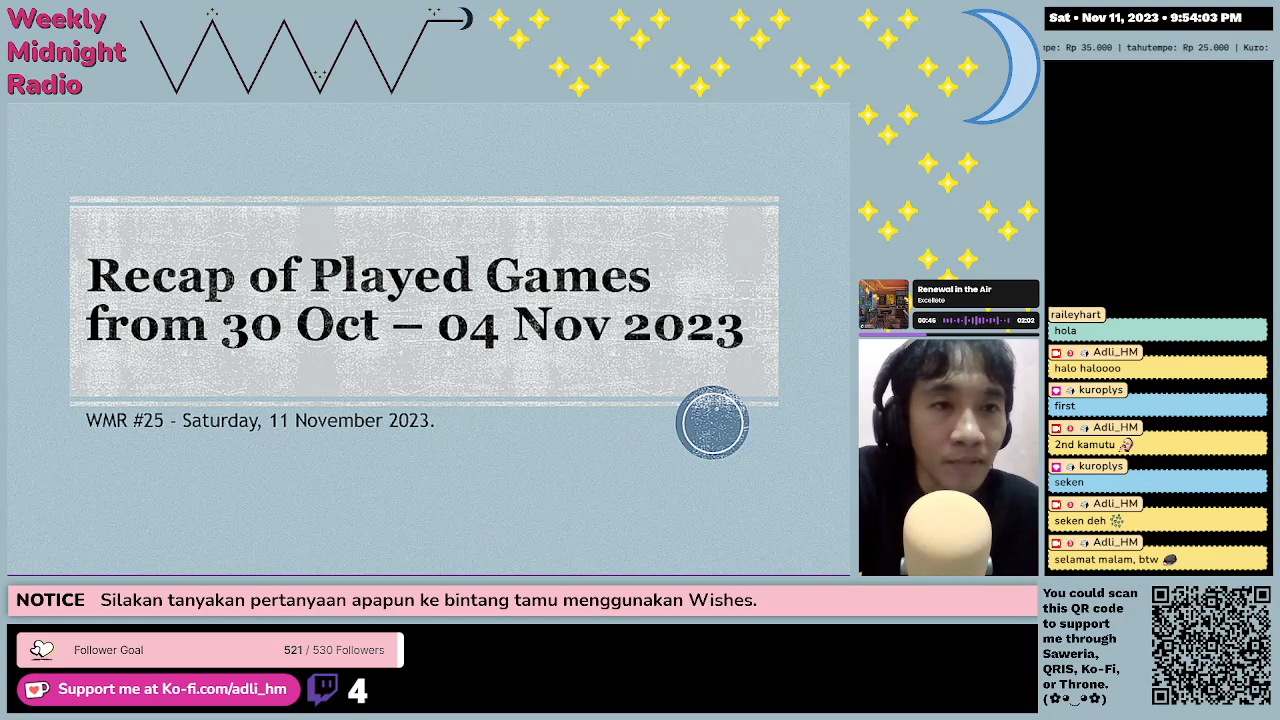 Weekly
Midnight
Radio
Sat • Nov 11, 2023 • 9:54:03 PM
mpe: Rp 35.000 | tahutempe: Rp 25.000 | Kuro:
Recap of Played Games
from 30 Oct – 04 Nov 2023
WMR #25 - Saturday, 11 November 2023.
Renewal in the Air
Excellote
00:45
02:02
raileyhart
hola
Adli_HM
halo haloooo
kuroplys
first
Adli_HM
2nd kamutu
kuroplys
seken
Adli_HM
seken deh
Adli_HM
selamat malam, btw
NOTICE Silakan tanyakan pertanyaan apapun ke bintang tamu menggunakan Wishes.
Follower Goal 521 / 530 Followers
Support me at Ko-fi.com/adli_hm 4
You could scan
this QR code
to support
me through
Saweria,
QRIS, Ko-Fi,
or Throne.
(✿◕‿◕✿)